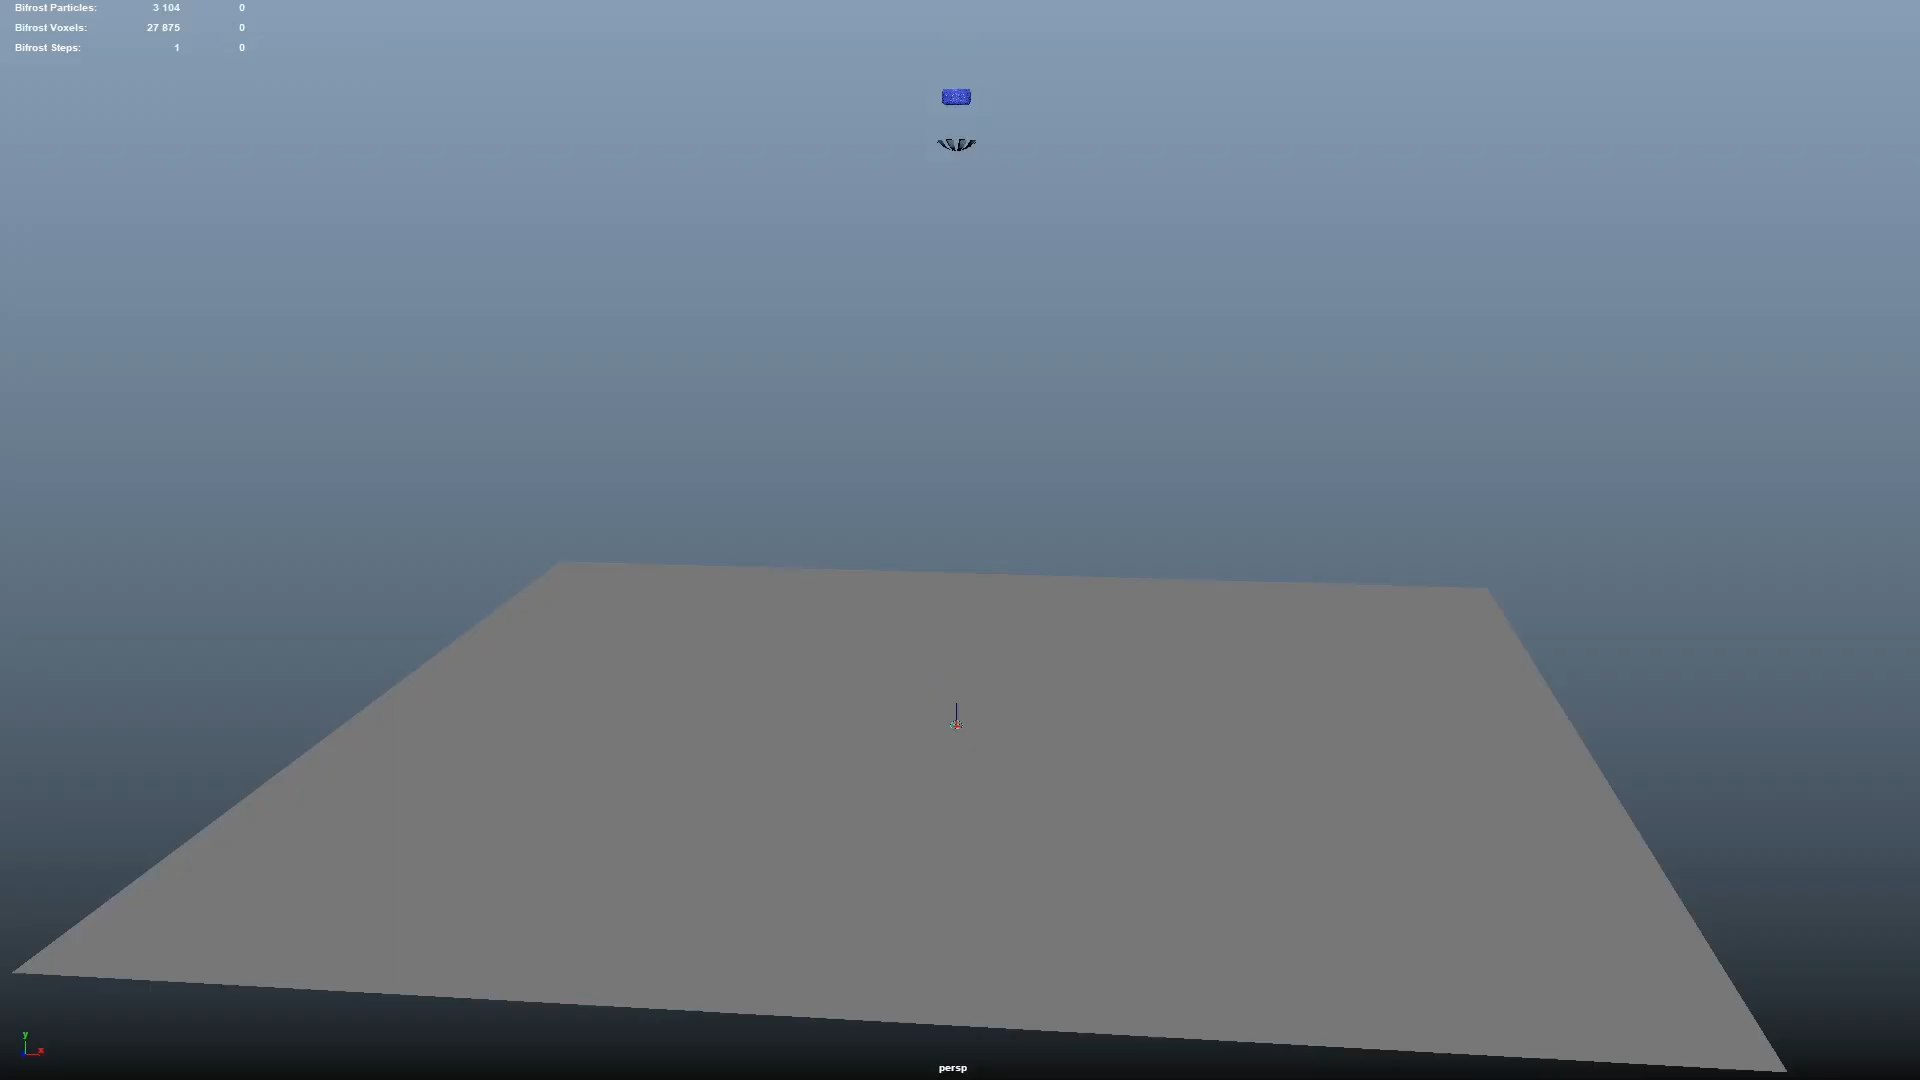 Bifrost Particles: 3 104 0
Bifrost Voxels: 27 875 0
Bifrost Steps: 1 0
y
x
persp